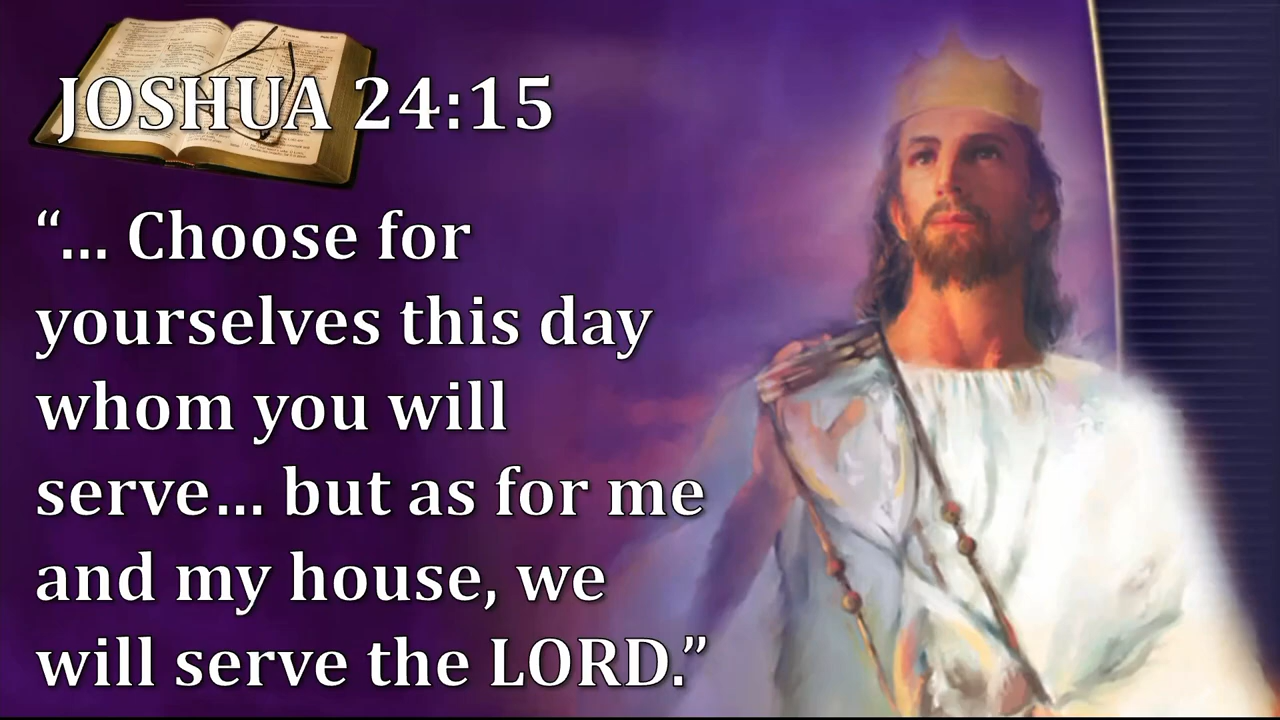 JOSHUA 24:15
“... Choose for
yourselves this day
whom you will
serve... but as for me
and my house, we
will serve the LORD.”